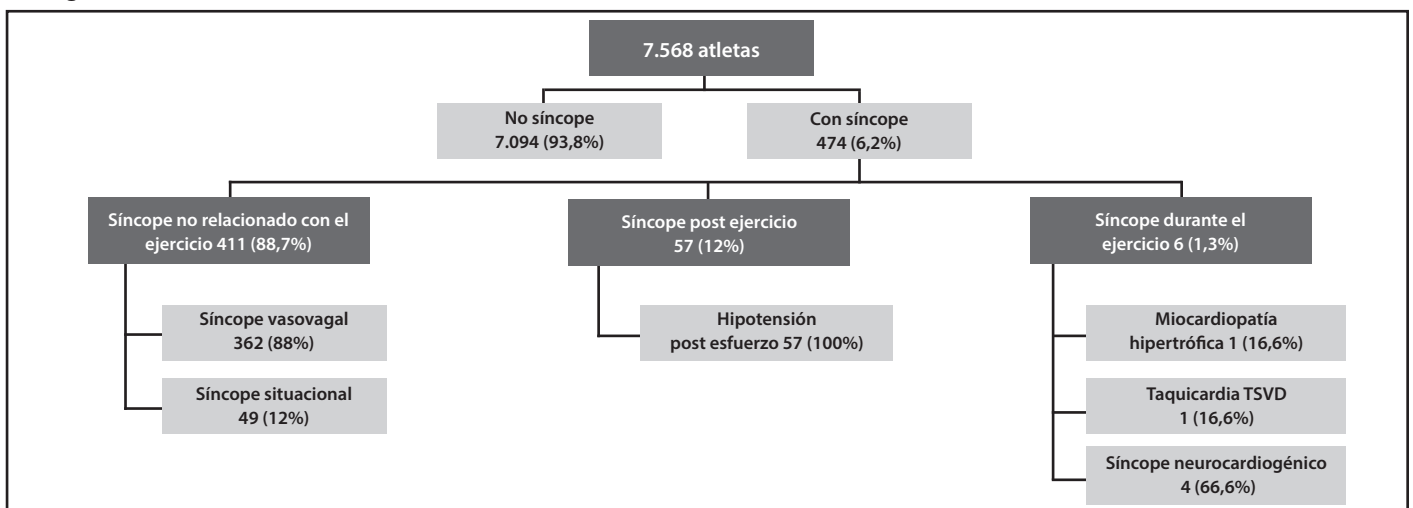 7.568 atletas
No síncope
7.094 (93,8%)
Con síncope
474 (6,2%)
Síncope no relacionado con el
ejercicio 411 (88,7%)
Síncope post ejercicio
57 (12%)
Síncope durante el
ejercicio 6 (1,3%)
Síncope vasovagal
362 (88%)
Síncope situacional
49 (12%)
Hipotensión
post esfuerzo 57 (100%)
Miocardiopatía
hipertrófica 1 (16,6%)
Taquicardia TSVD
1 (16,6%)
Síncope neurocardiogénico
4 (66,6%)